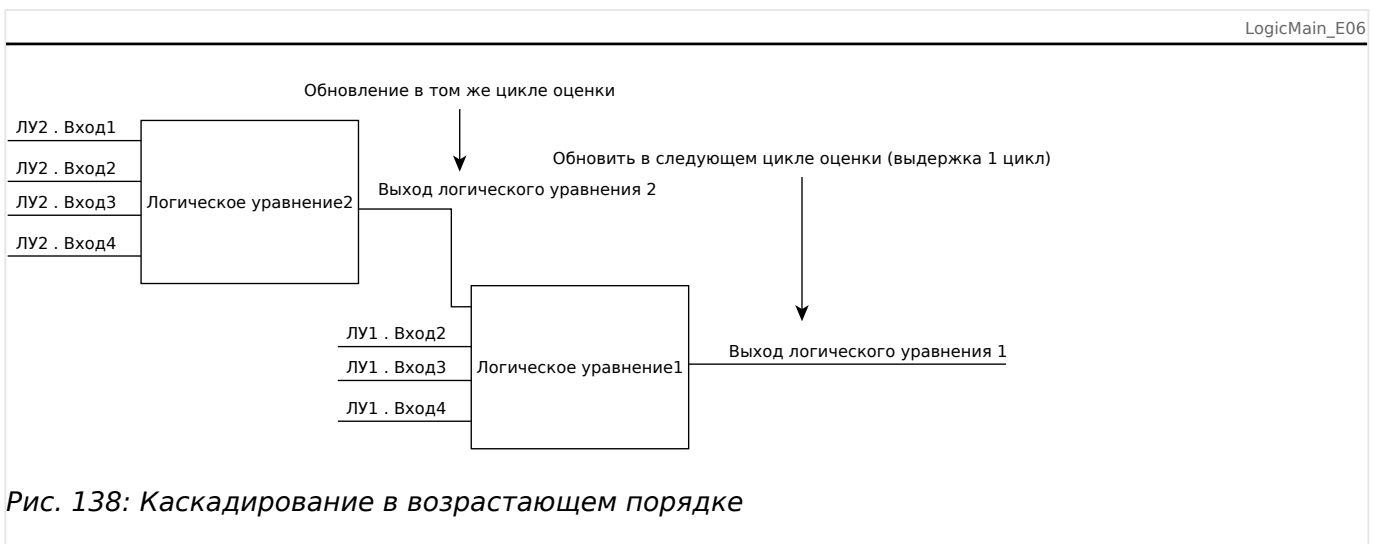 LogicMain_E06
Обновление в том же цикле оценки
ЛУ2 . Вход1
Обновить в следующем цикле оценки (выдержка 1 цикл)
ЛУ2 . Вход2
Выход логического уравнения 2
ЛУ2 . Вход3
Логическое уравнение2
ЛУ2 . Вход4
ЛУ1 . Вход2
Выход логического уравнения 1
ЛУ1 . Вход3
Логическое уравнение1
ЛУ1 . Вход4
Рис. 138: Каскадирование в возрастающем порядке